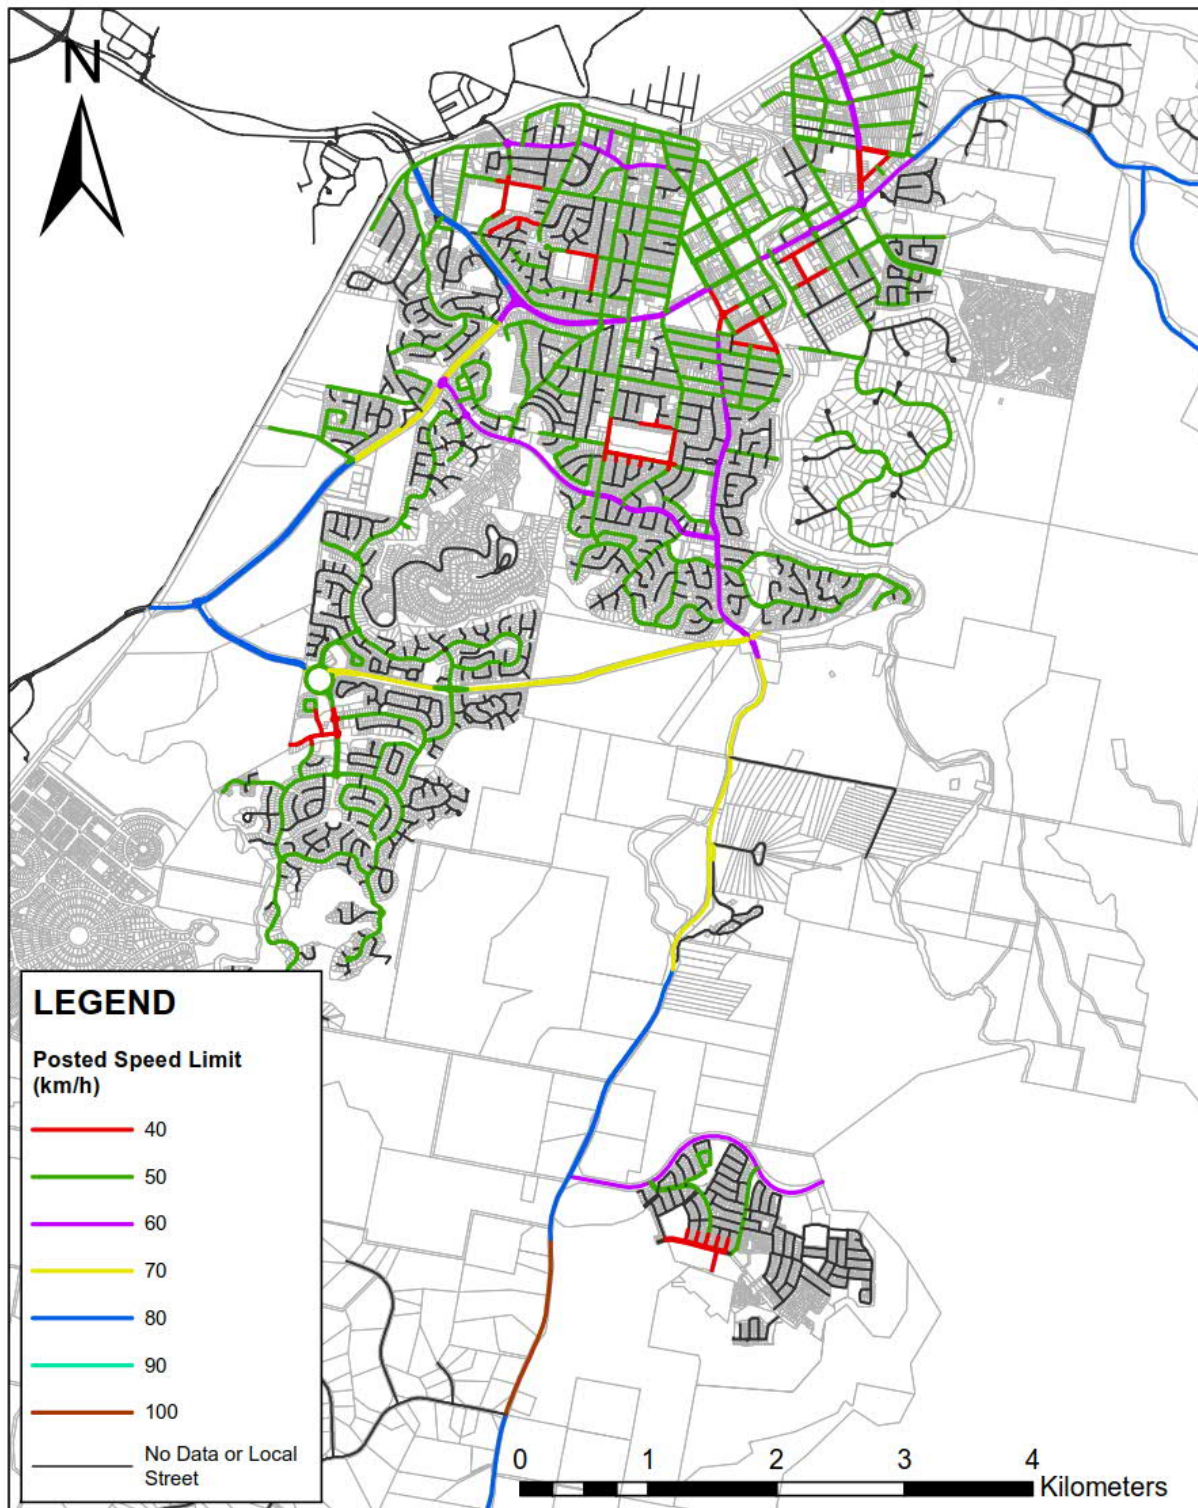 N
LEGEND
Posted Speed Limit
(km/h)
40
50
60
70
80
90
100
No Data or Local
Street
0 1 2 3 4
Kilometers